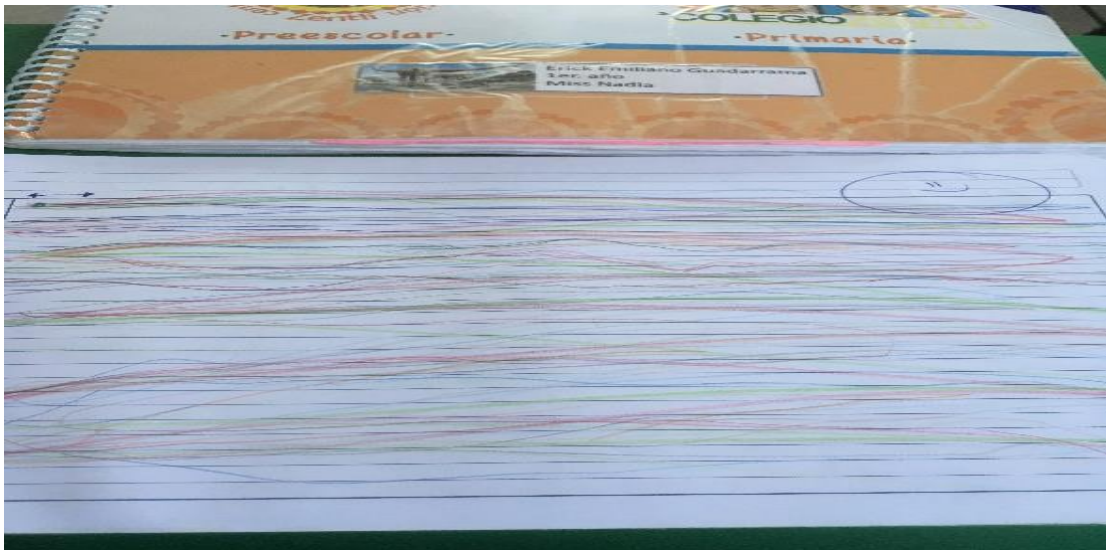 ·Preescolar·
COLEGIO
·Primaria·
Erick Emiliano Guadarrama
1er. año
Miss Nadia